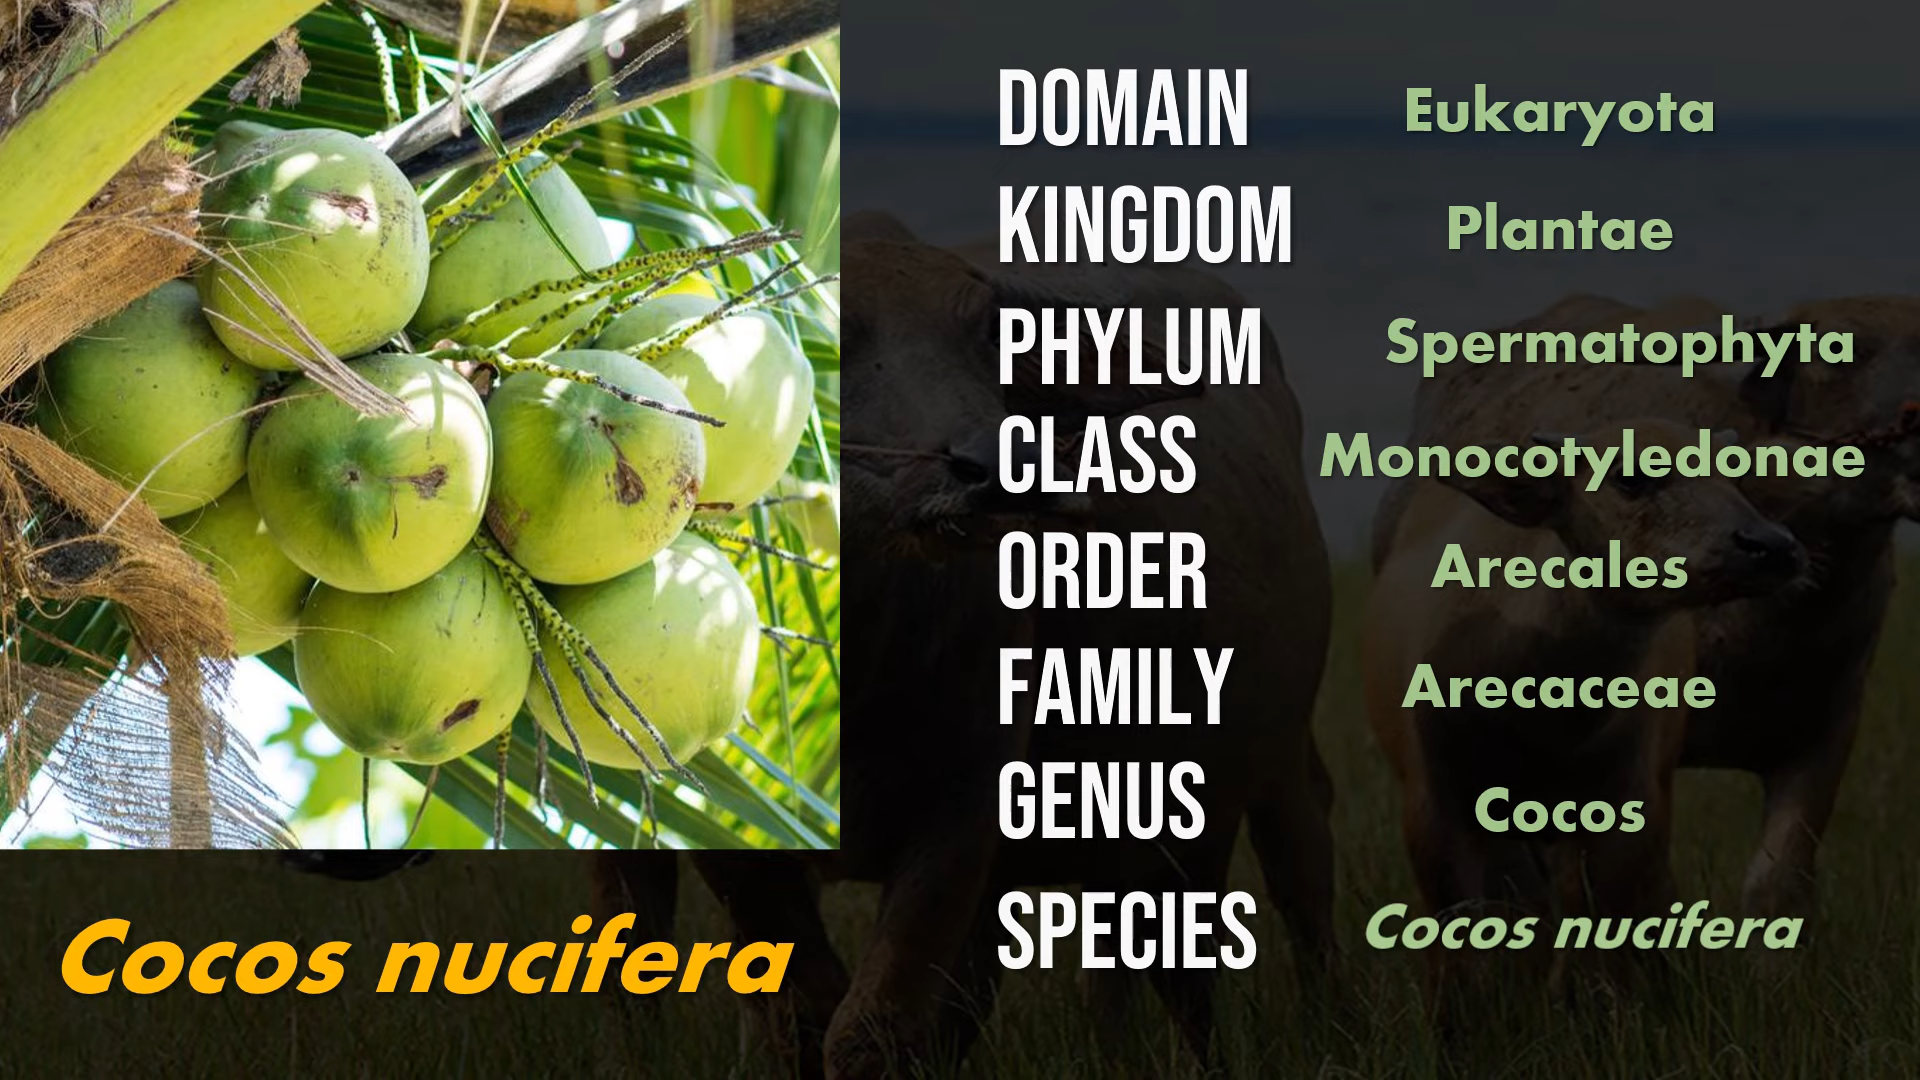 DOMAIN Eukaryota
KINGDOM Plantae
PHYLUM Spermatophyta
CLASS Monocotyledonae
ORDER Arecales
FAMILY Arecaceae
GENUS Cocos
SPECIES Cocos nucifera
Cocos nucifera